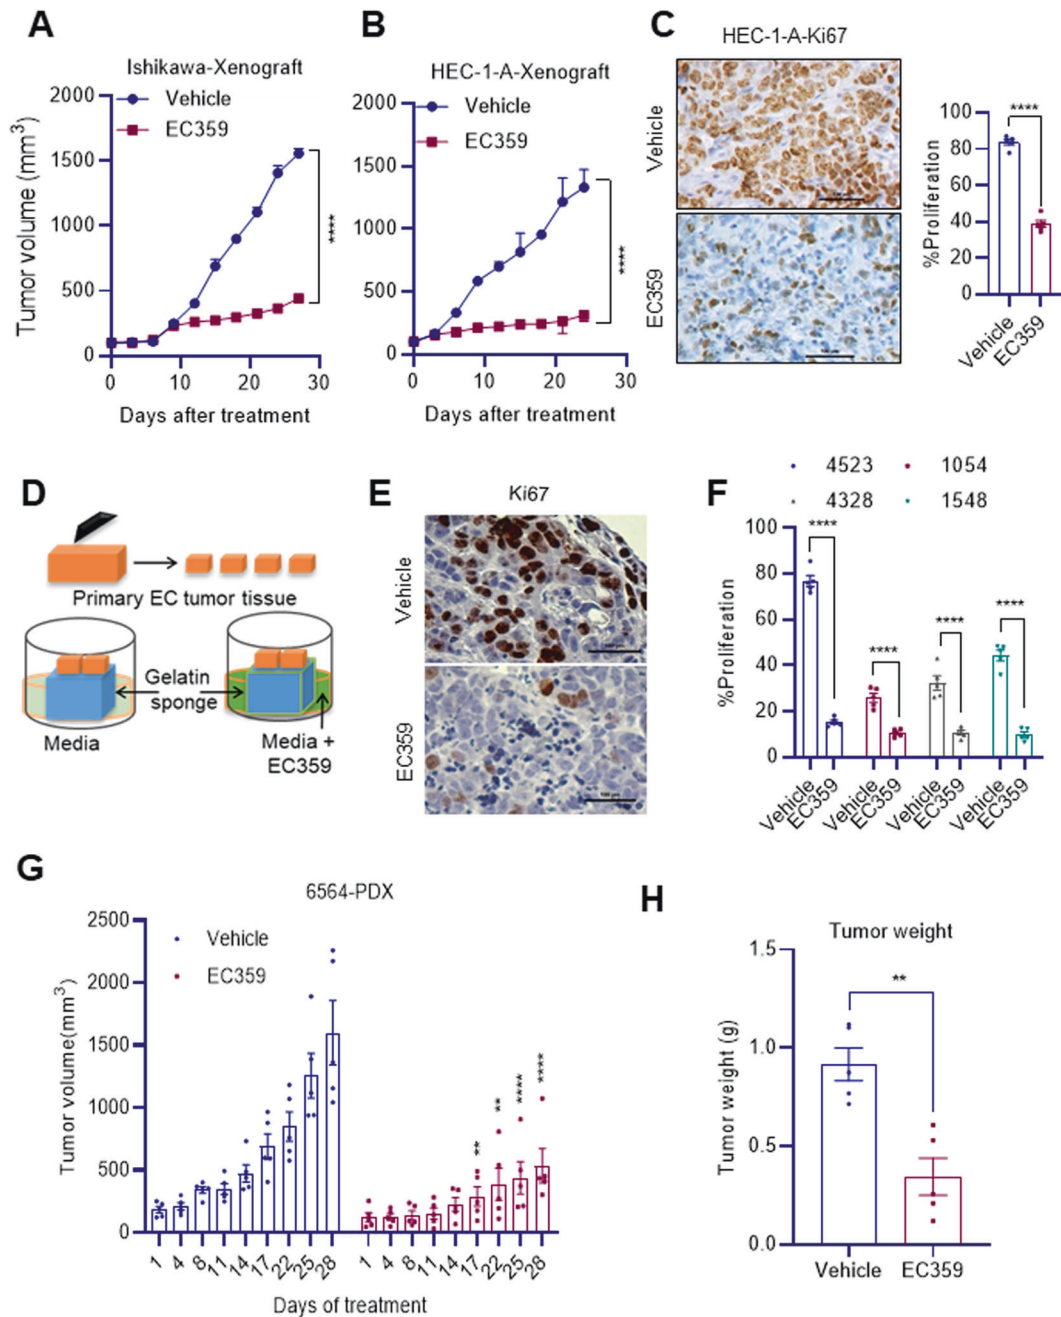 A
Ishikawa-Xenograft
Vehicle
EC359
Tumor volume (mm3)
2000
1500
1000
500
0
0 10 20 30
Days after treatment
****
B
HEC-1-A-Xenograft
Vehicle
EC359
2000
1500
1000
500
0
0 10 20 30
Days after treatment
****
C
HEC-1-A-Ki67
Vehicle
EC359
%Proliferation
100
80
60
40
20
0
****
Vehicle
EC359
D
Primary EC tumor tissue
Gelatin
sponge
Media
Media +
EC359
E
Ki67
Vehicle
EC359
F
4523 1054
4328 1548
%Proliferation
100
80
60
40
20
0
**** **** **** ****
Vehicle EC359 Vehicle EC359 Vehicle EC359 Vehicle EC359
G
6564-PDX
Vehicle
EC359
Tumor volume(mm3)
2500
2000
1500
1000
500
0
** ** **** ****
1 4 8 11 14 17 22 25 28 1 4 8 11 14 17 22 25 28
Days of treatment
H
Tumor weight
Tumor weight (g)
1.5
1.0
0.5
0.0
**
Vehicle EC359